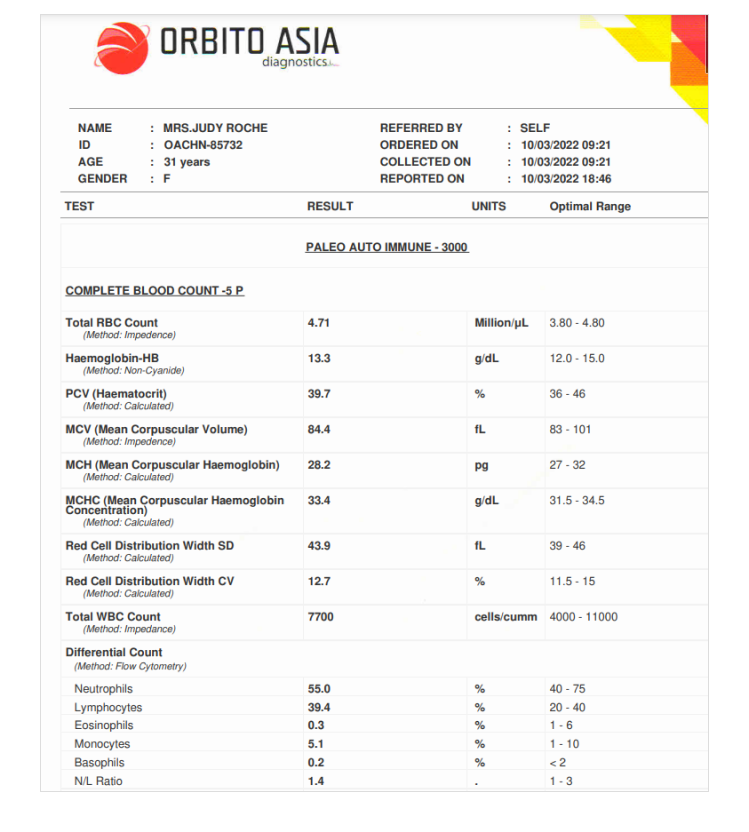 ORBITO ASIA
diagnostics
NAME : MRS.JUDY ROCHE REFERRED BY : SELF
ID : OACHN-85732 ORDERED ON : 10/03/2022 09:21
AGE : 31 years COLLECTED ON : 10/03/2022 09:21
GENDER : F REPORTED ON : 10/03/2022 18:46
TEST RESULT UNITS Optimal Range
PALEO AUTO IMMUNE - 3000
COMPLETE BLOOD COUNT -5 P
Total RBC Count 4.71 Million/µL 3.80 - 4.80
(Method: Impedence)
Haemoglobin-HB 13.3 g/dL 12.0 - 15.0
(Method: Non-Cyanide)
PCV (Haematocrit) 39.7 % 36 - 46
(Method: Calculated)
MCV (Mean Corpuscular Volume) 84.4 fL 83 - 101
(Method: Impedence)
MCH (Mean Corpuscular Haemoglobin) 28.2 pg 27 - 32
(Method: Calculated)
MCHC (Mean Corpuscular Haemoglobin 33.4 g/dL 31.5 - 34.5
Concentration)
(Method: Calculated)
Red Cell Distribution Width SD 43.9 fL 39 - 46
(Method: Calculated)
Red Cell Distribution Width CV 12.7 % 11.5 - 15
(Method: Calculated)
Total WBC Count 7700 cells/cumm 4000 - 11000
(Method: Impedance)
Differential Count
(Method: Flow Cytometry)
Neutrophils 55.0 % 40 - 75
Lymphocytes 39.4 % 20 - 40
Eosinophils 0.3 % 1 - 6
Monocytes 5.1 % 1 - 10
Basophils 0.2 % < 2
N/L Ratio 1.4 . 1 - 3